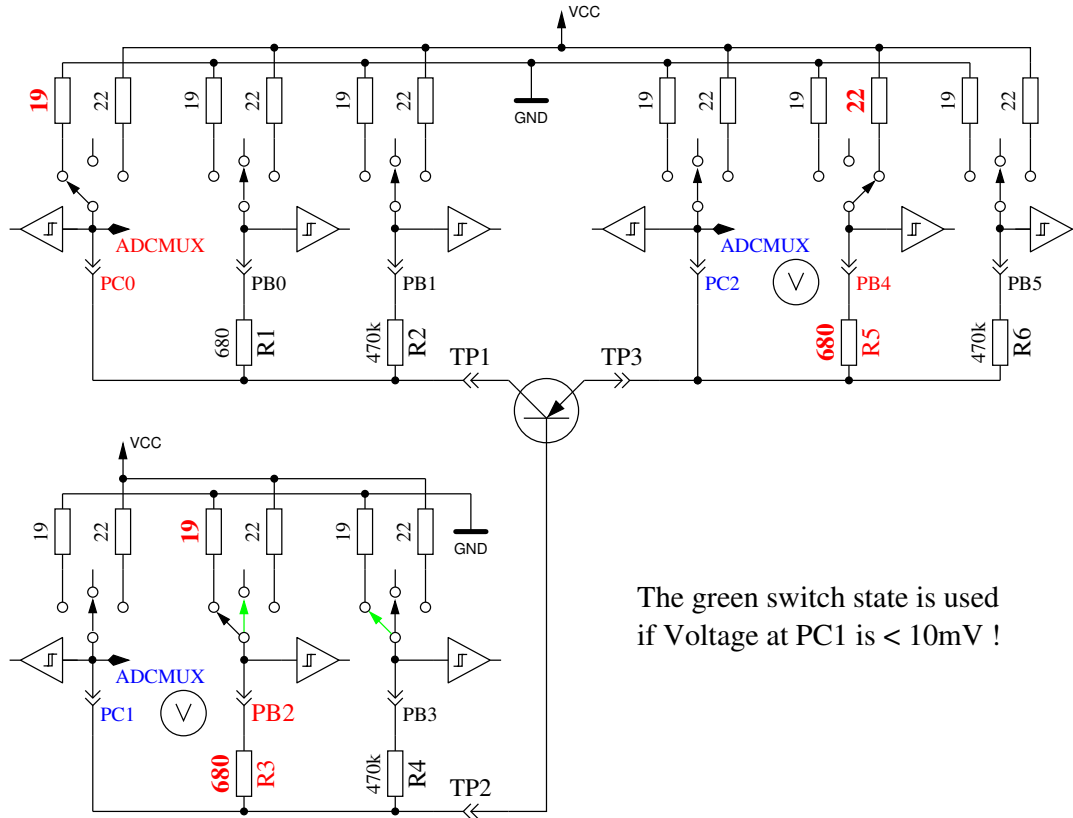 VCC
19
22
19
22
19
22
GND
19
22
19
22
19
22
ADCMUX
PC0
PB0
PB1
ADCMUX
PC2
V
PB4
PB5
680
R1
470k
R2
TP1
TP3
680
R5
470k
R6
VCC
19
22
19
22
19
22
GND
The green switch state is used
if Voltage at PC1 is < 10mV !
ADCMUX
PC1
V
PB2
PB3
680
R3
470k
R4
TP2